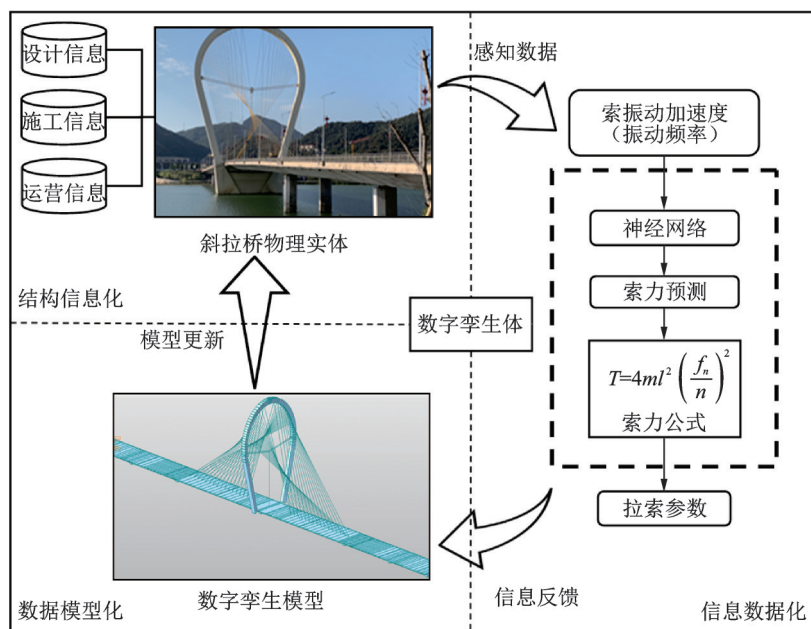 设计信息
施工信息
运营信息
斜拉桥物理实体
结构信息化
感知数据
索振动加速度
(振动频率)
神经网络
索力预测
T=4ml²(fₙ/n)²
索力公式
拉索参数
数字孪生体
模型更新
数字孪生模型
数据模型化
信息反馈
信息数据化